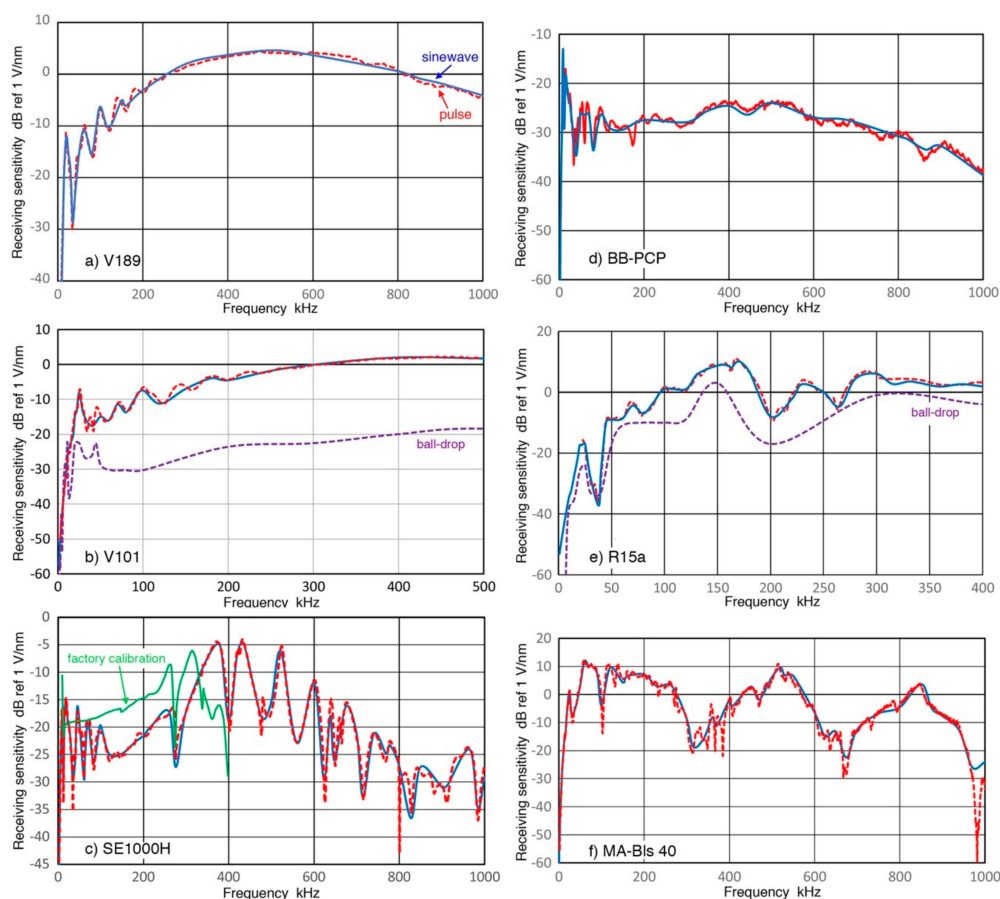 Receiving sensitivity dB ref 1 V/nm
10
0
-10
-20
-30
-40
sinewave
pulse
a) V189
0 200 400 600 800 1000
Frequency kHz
Receiving sensitivity dB ref 1 V/nm
-10
-20
-30
-40
-50
-60
d) BB-PCP
0 200 400 600 800 1000
Frequency kHz
Receiving sensitivity dB ref 1 V/nm
10
0
-10
-20
-30
-40
-50
-60
ball-drop
b) V101
0 100 200 300 400 500
Frequency kHz
Receiving sensitivity dB ref 1 V/nm
20
0
-20
-40
-60
ball-drop
e) R15a
0 50 100 150 200 250 300 350 400
Frequency kHz
Receiving sensitivity dB ref 1 V/nm
0
-5
-10
-15
-20
-25
-30
-35
-40
-45
factory calibration
c) SE1000H
0 200 400 600 800 1000
Frequency kHz
Receiving sensitivity dB ref 1 V/nm
20
10
0
-10
-20
-30
-40
-50
-60
f) MA-Bls 40
0 200 400 600 800 1000
Frequency kHz